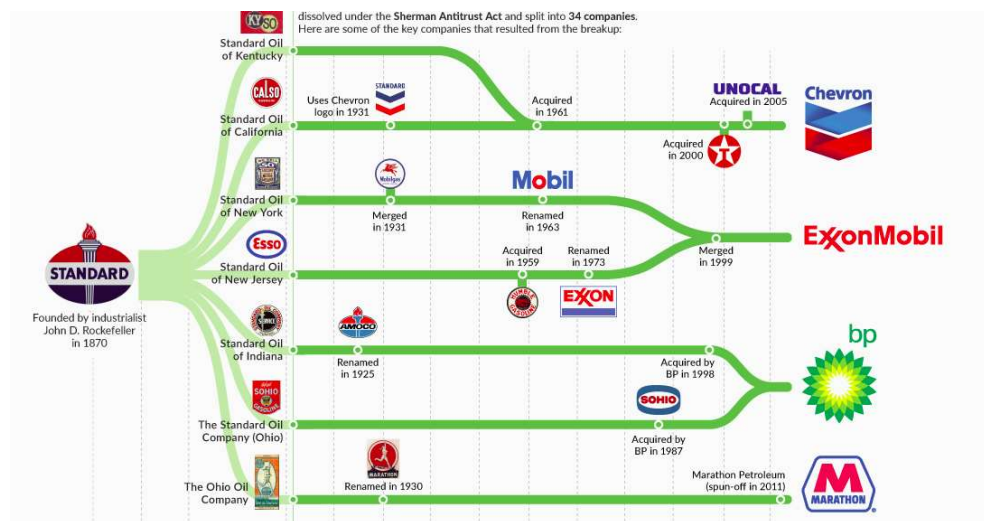 dissolved under the Sherman Antitrust Act and split into 34 companies.
Here are some of the key companies that resulted from the breakup:
KYSO
Standard Oil
of Kentucky
CALSO
Standard Oil
of California
Uses Chevron
logo in 1931
STANDARD
Acquired
in 1961
UNOCAL
Acquired in 2005
Acquired
in 2000
T
Chevron
SO
Standard Oil
of New York
Mobilgas
Merged
in 1931
Mobil
Renamed
in 1963
Merged
in 1999
ExxonMobil
Esso
Standard Oil
of New Jersey
Acquired
in 1959
HUMBLE
GASOLINE
Renamed
in 1973
EXXON
STANDARD
Founded by industrialist
John D. Rockefeller
in 1870
SERVICE
Standard Oil
of Indiana
AMOCO
Renamed
in 1925
Acquired by
BP in 1998
bp
SOHIO
GASOLINE
The Standard Oil
Company (Ohio)
SOHIO
Acquired by
BP in 1987
The Ohio Oil
Company
MARATHON
Renamed in 1930
Marathon Petroleum
(spun-off in 2011)
M
MARATHON